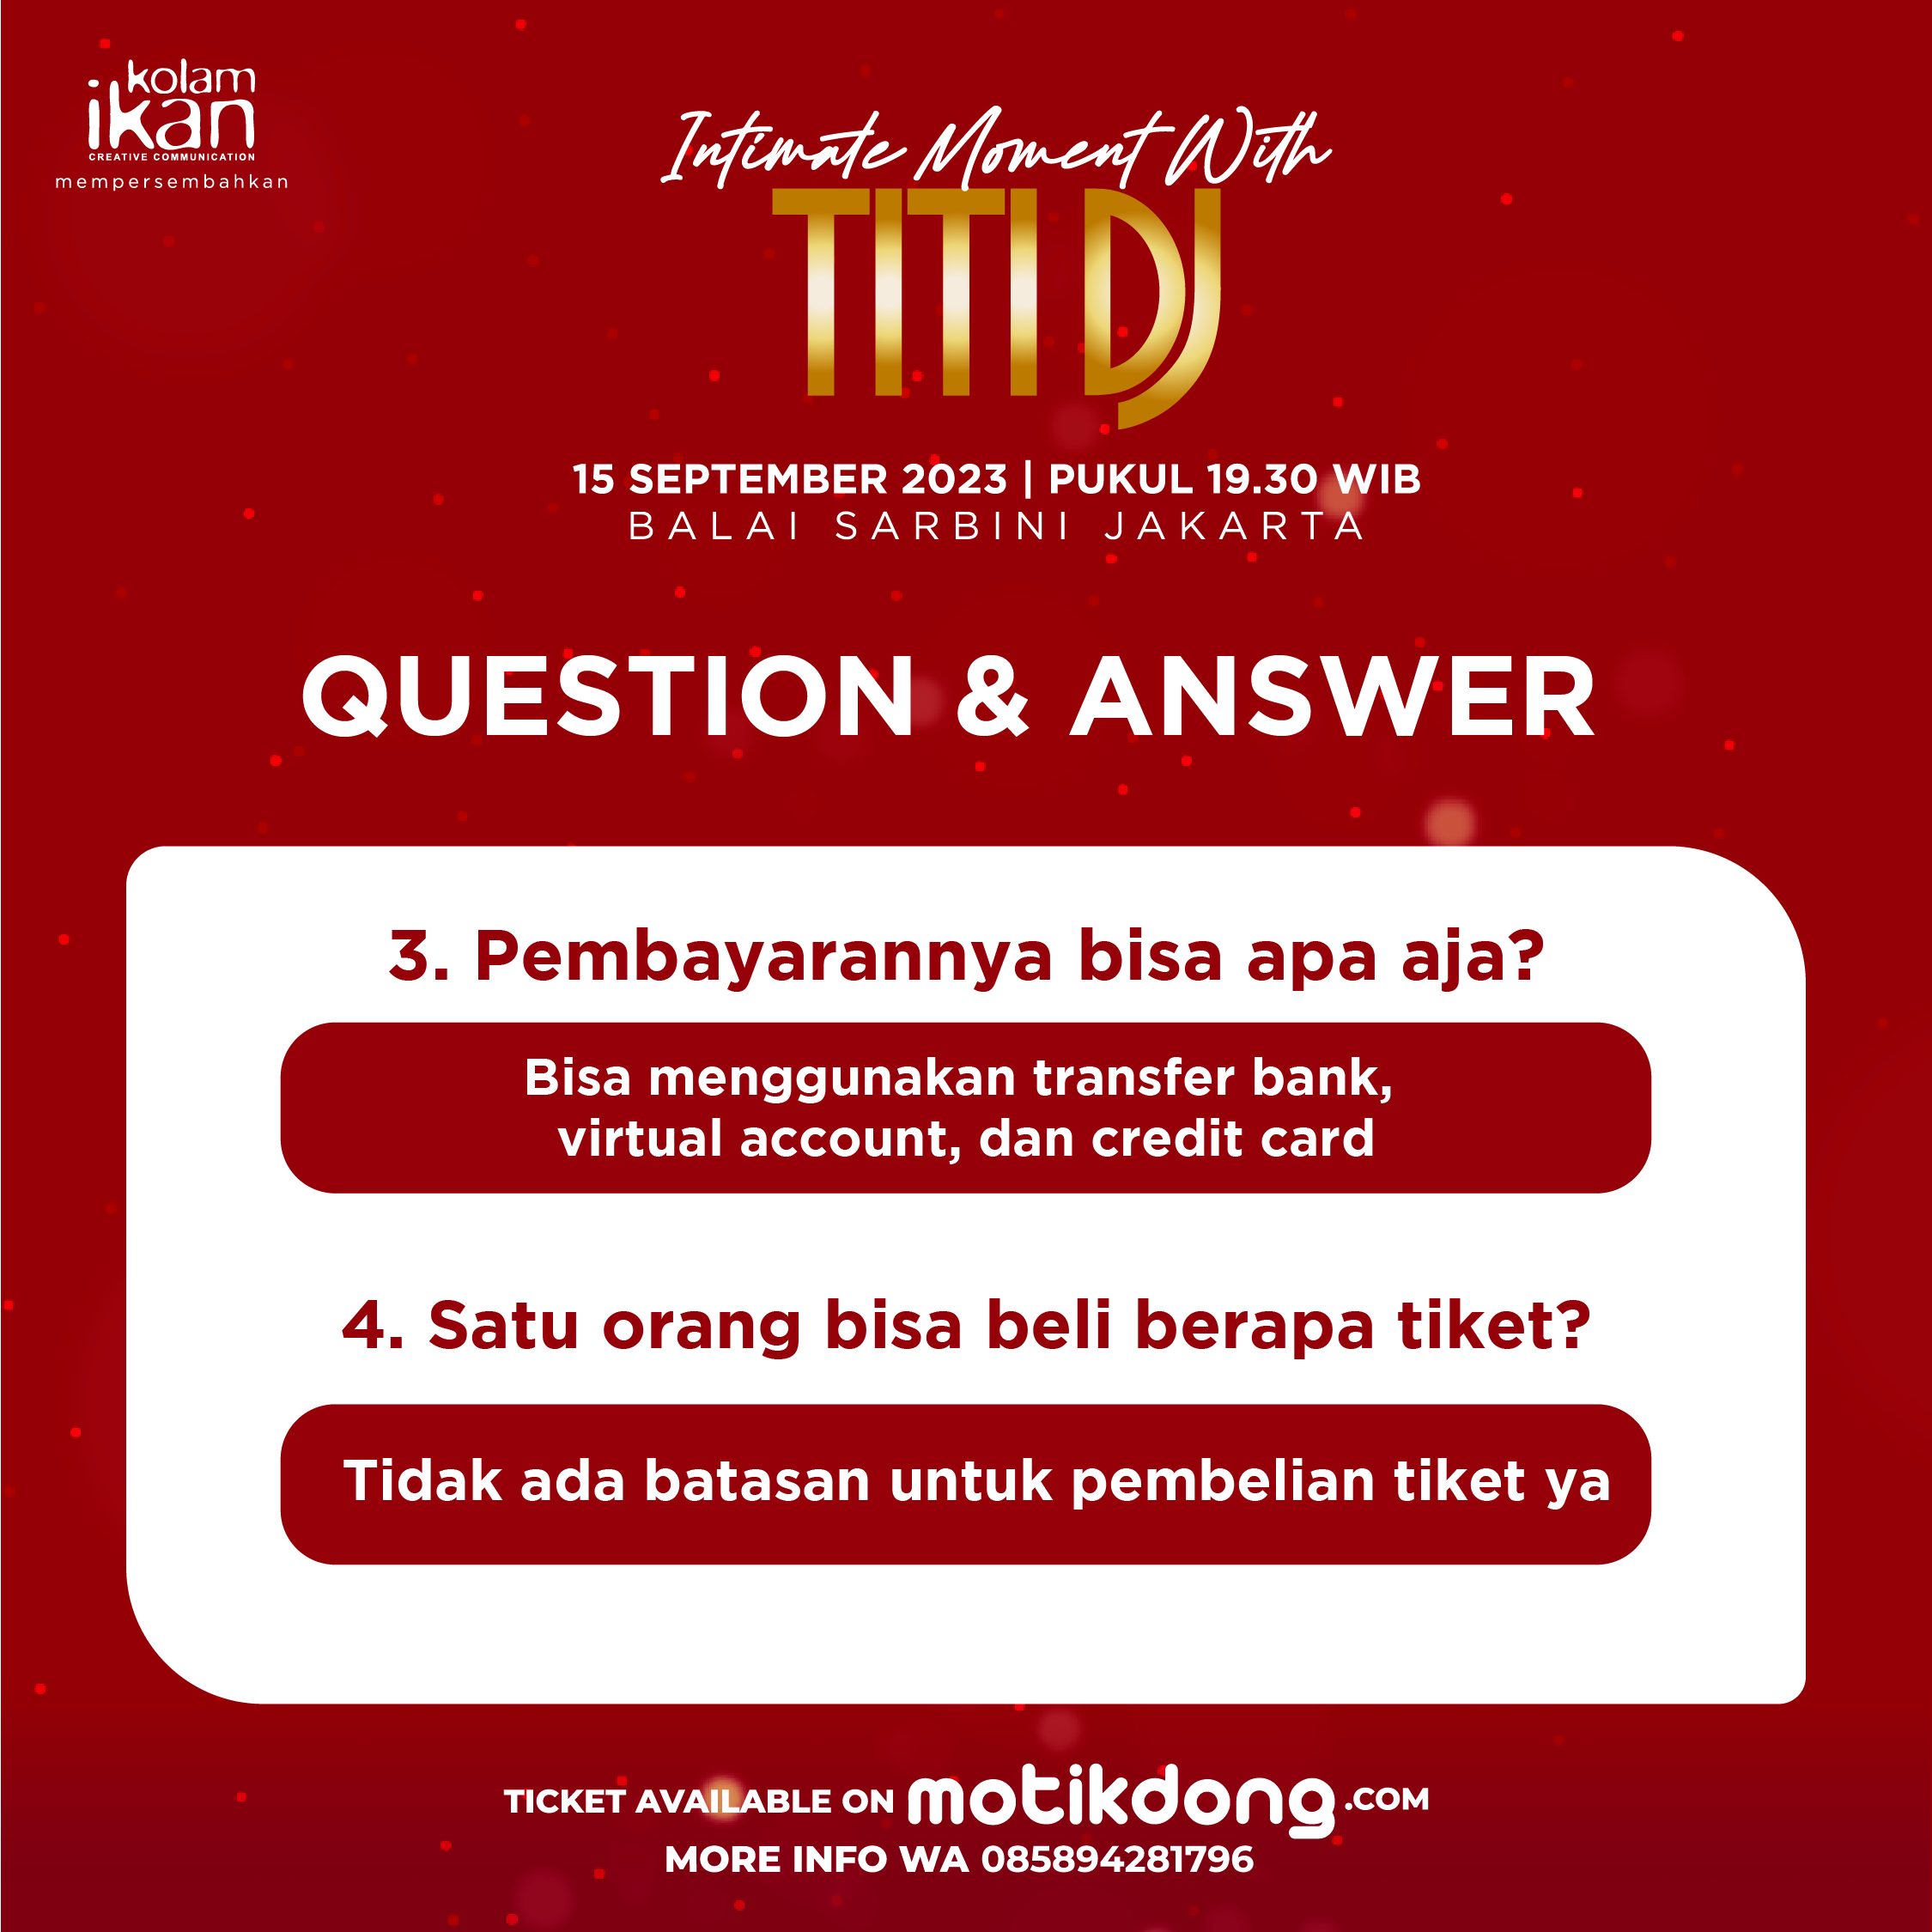 kolam
ikan
CREATIVE COMMUNICATION
mempersembahkan
Intimate Moment With
TITI DJ
15 SEPTEMBER 2023 | PUKUL 19.30 WIB
BALAI SARBINI JAKARTA
QUESTION & ANSWER
3. Pembayarannya bisa apa aja?
Bisa menggunakan transfer bank,
virtual account, dan credit card
4. Satu orang bisa beli berapa tiket?
Tidak ada batasan untuk pembelian tiket ya
TICKET AVAILABLE ON motikdong.COM
MORE INFO WA 085894281796